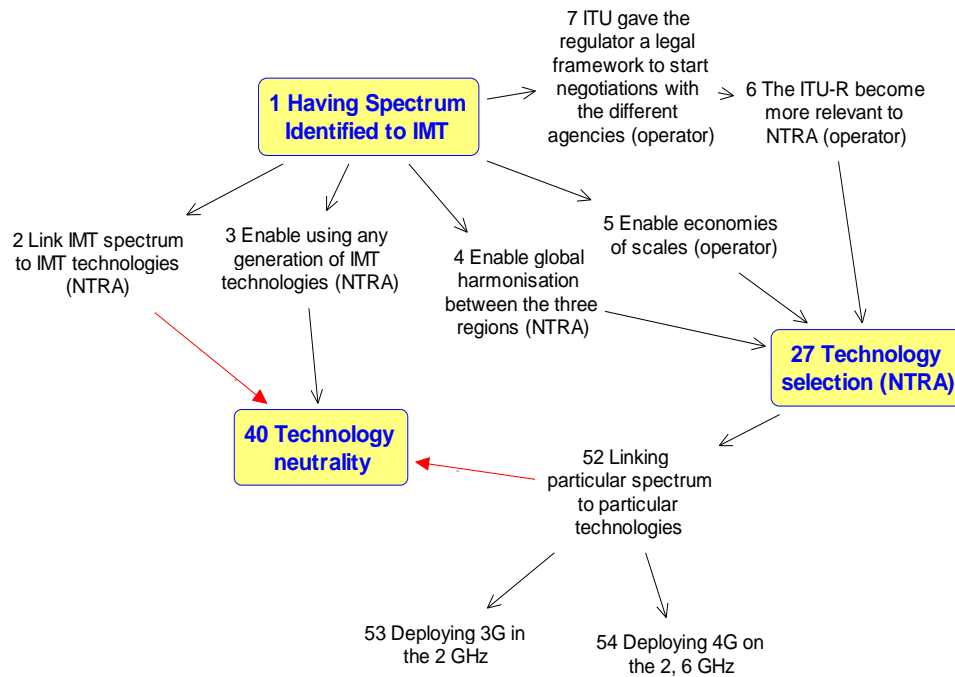 7 ITU gave the
regulator a legal
framework to start
negotiations with
the different
agencies (operator)
1 Having Spectrum
Identified to IMT
6 The ITU-R become
more relevant to
NTRA (operator)
2 Link IMT spectrum
to IMT technologies
(NTRA)
3 Enable using any
generation of IMT
technologies (NTRA)
4 Enable global
harmonisation
between the three
regions (NTRA)
5 Enable economies
of scales (operator)
27 Technology
selection (NTRA)
40 Technology
neutrality
52 Linking
particular spectrum
to particular
technologies
53 Deploying 3G in
the 2 GHz
54 Deploying 4G on
the 2, 6 GHz